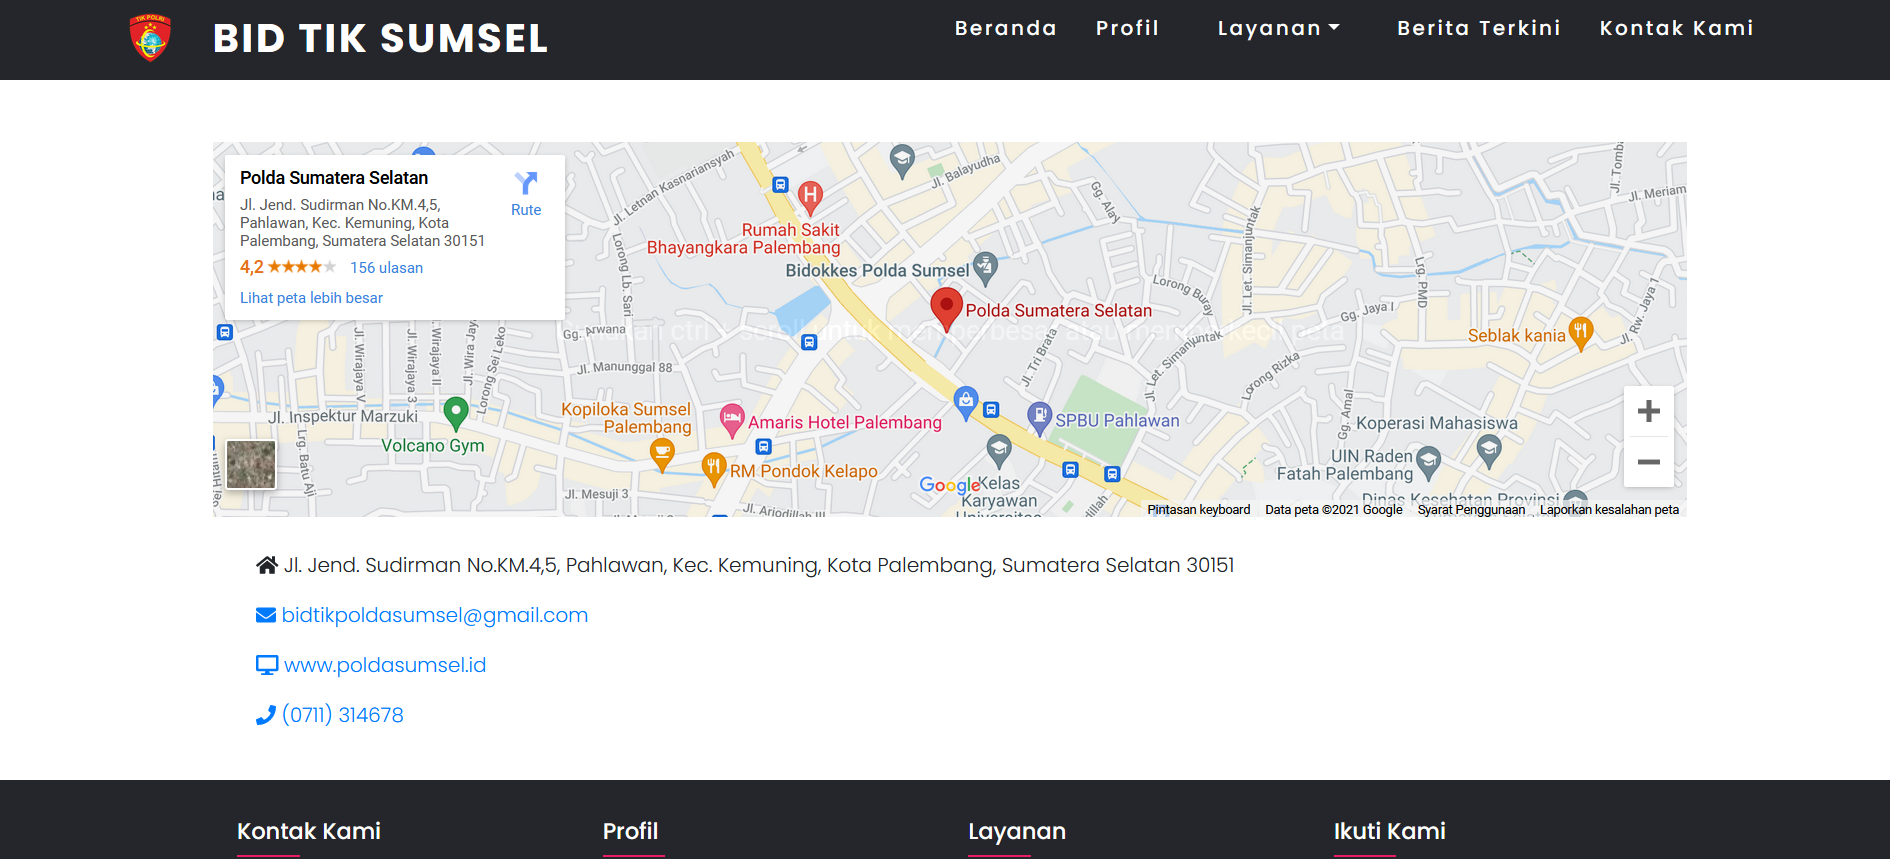 TIK POLRI
BID TIK SUMSEL
Beranda
Profil
Layanan
Berita Terkini
Kontak Kami
Polda Sumatera Selatan
Jl. Jend. Sudirman No.KM.4,5,
Pahlawan, Kec. Kemuning, Kota
Palembang, Sumatera Selatan 30151
4,2
156 ulasan
Lihat peta lebih besar
Rute
Jl. Letnan Kasnariansyah
Jl. Balayudha
Gg. Alay
Jl. Tomba
Jl. Meriam
H
Rumah Sakit
Bhayangkara Palembang
Bidokkes Polda Sumsel
Polda Sumatera Selatan
Lorong Lb. Sari
Jl. Let. Simanjuntak
Lorong Buray
Lrg. PMD
Gg. Jaya I
Jl. Rw. Jaya 1
Gg. Arwana
ctrl + scroll untuk memperbesar atau memperkecil peta
Seblak kania
Jl. Wirajaya V
Jl. Wirajaya 3
Jl. Wirajaya II
Jl. Wira Jaya
Lorong Sei Leko
Jl. Manunggal 88
Jl. Tri Brata
Jl. Let. Simanjuntak
Lorong Rizka
Gg. Amal
Jl. Inspektur Marzuki
Volcano Gym
Kopiloka Sumsel
Palembang
Amaris Hotel Palembang
SPBU Pahlawan
Koperasi Mahasiswa
UIN Raden
Fatah Palembang
Lrg. Batu Aji
RM Pondok Kelapo
Google
Kelas
Karyawan
Universitas
Jl. Mesuji 3
Jl. Ariodillah III
Dinas Kesehatan Provinsi
Pintasan keyboard
Data peta ©2021 Google
Syarat Penggunaan
Laporkan kesalahan peta
Jl. Jend. Sudirman No.KM.4,5, Pahlawan, Kec. Kemuning, Kota Palembang, Sumatera Selatan 30151
bidtikpoldasumsel@gmail.com
www.poldasumsel.id
(0711) 314678
Kontak Kami
Profil
Layanan
Ikuti Kami